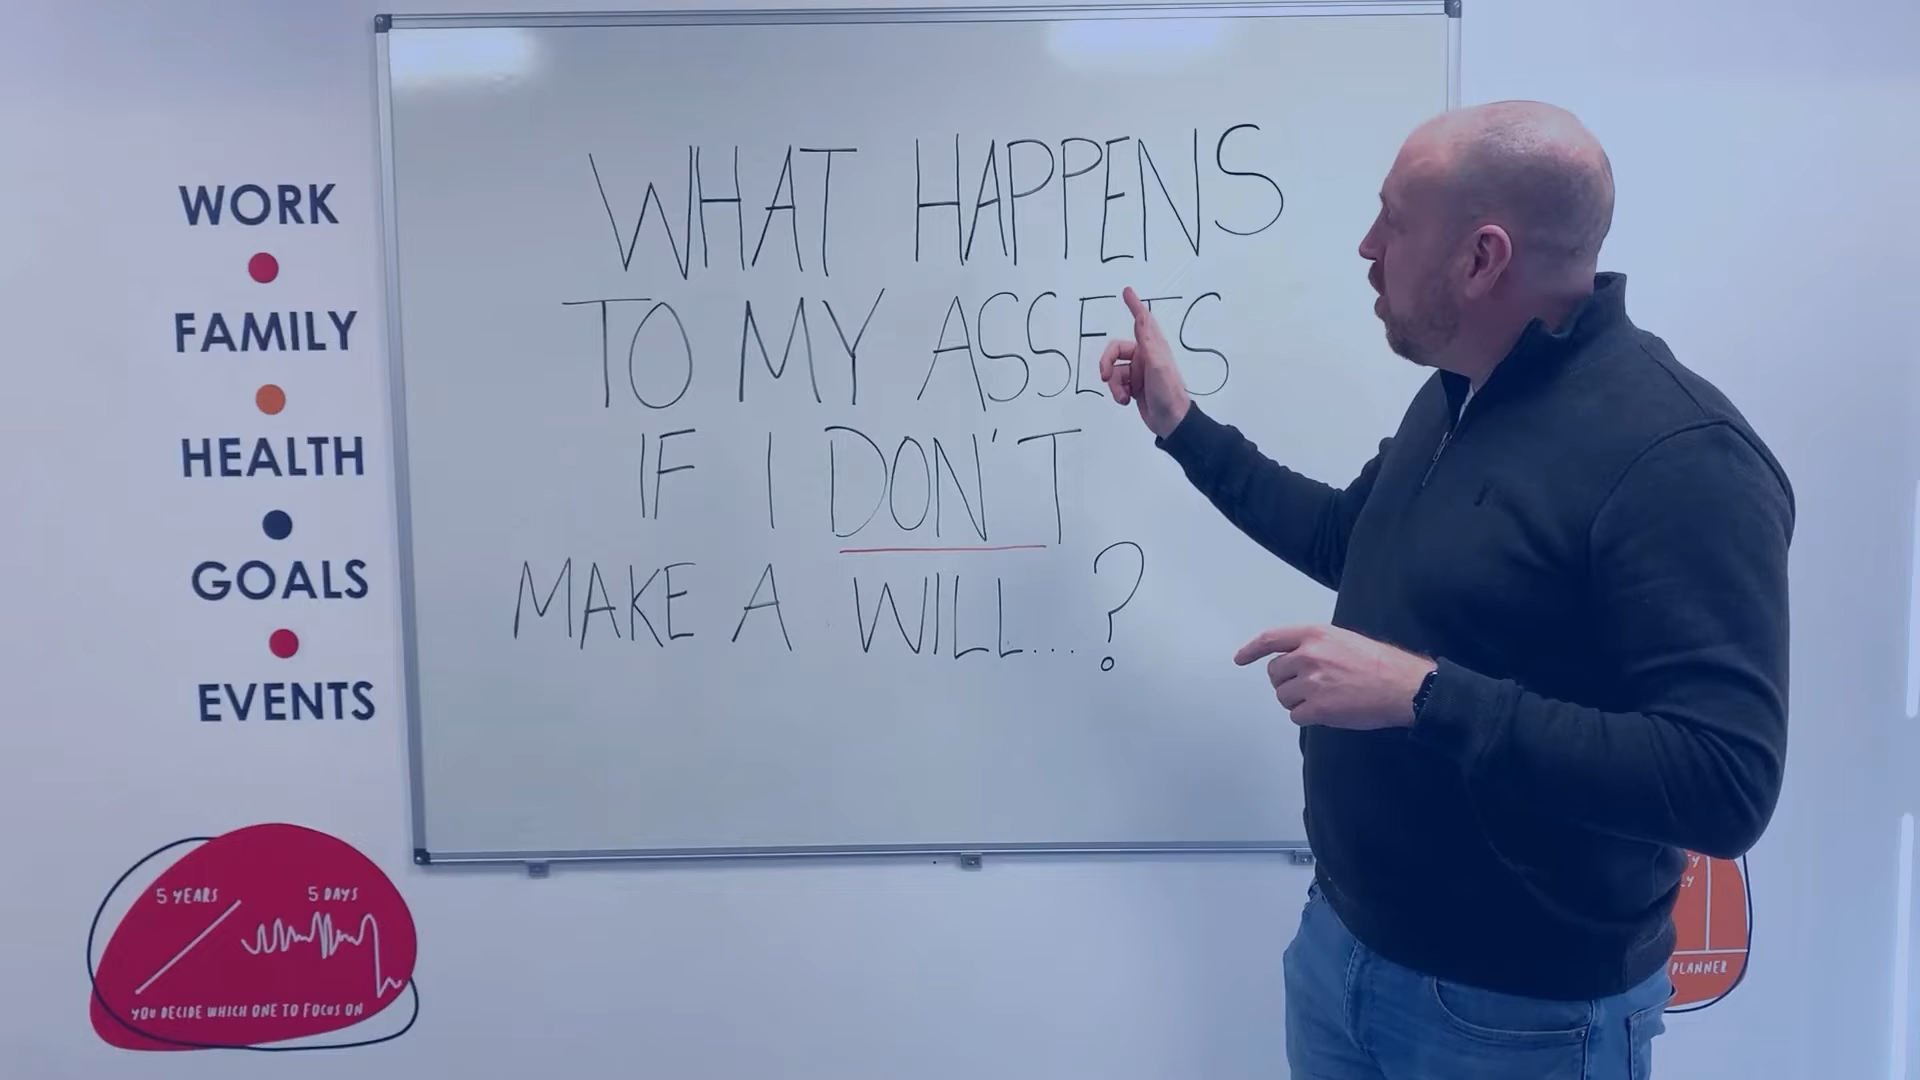 WORK
FAMILY
HEALTH
GOALS
EVENTS
WHAT HAPPENS
TO MY ASSETS
IF I DON'T
MAKE A WILL...?
5 YEARS
5 DAYS
YOU DECIDE WHICH ONE TO FOCUS ON
PLANNER